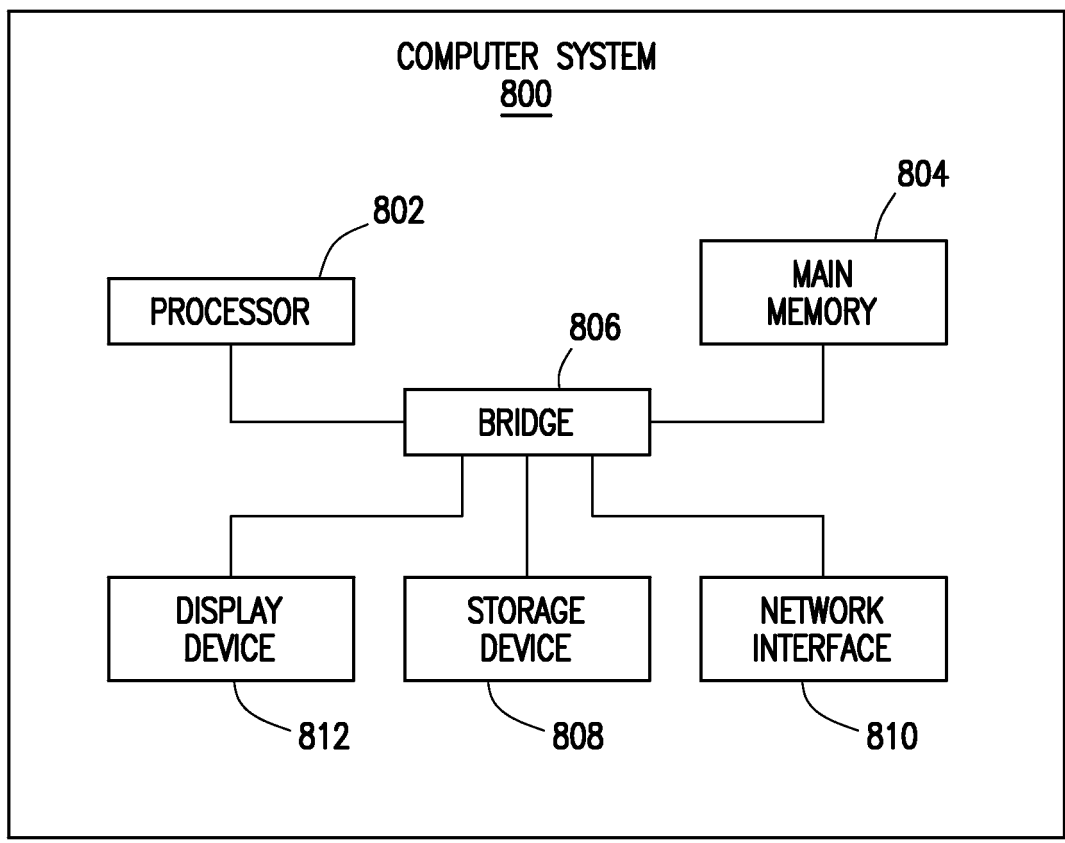 COMPUTER SYSTEM
800
804
802
MAIN
MEMORY
PROCESSOR
806
BRIDGE
DISPLAY
DEVICE
STORAGE
DEVICE
NETWORK
INTERFACE
812
808
810